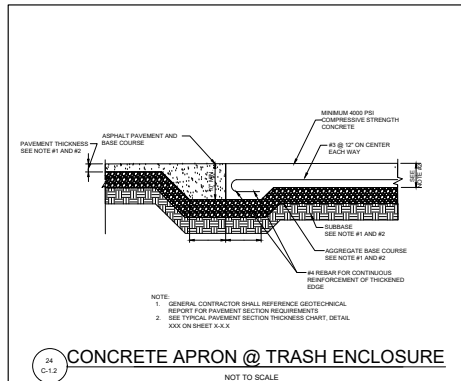 MINIMUM 4000 PSI
COMPRESSIVE STRENGTH
CONCRETE
ASPHALT PAVEMENT AND
BASE COURSE
#3 @ 12" ON CENTER
EACH WAY
PAVEMENT THICKNESS
SEE NOTE #1 AND #2
SEE
NOTE #3
SUBBASE
SEE NOTE #1 AND #2
AGGREGATE BASE COURSE
SEE NOTE #1 AND #2
#4 REBAR FOR CONTINUOUS
REINFORCEMENT OF THICKENED
EDGE
NOTE:
1. GENERAL CONTRACTOR SHALL REFERENCE GEOTECHNICAL
REPORT FOR PAVEMENT SECTION REQUIREMENTS
2. SEE TYPICAL PAVEMENT SECTION THICKNESS CHART, DETAIL
XXX ON SHEET X-X.X
24
C-1.2
CONCRETE APRON @ TRASH ENCLOSURE
NOT TO SCALE